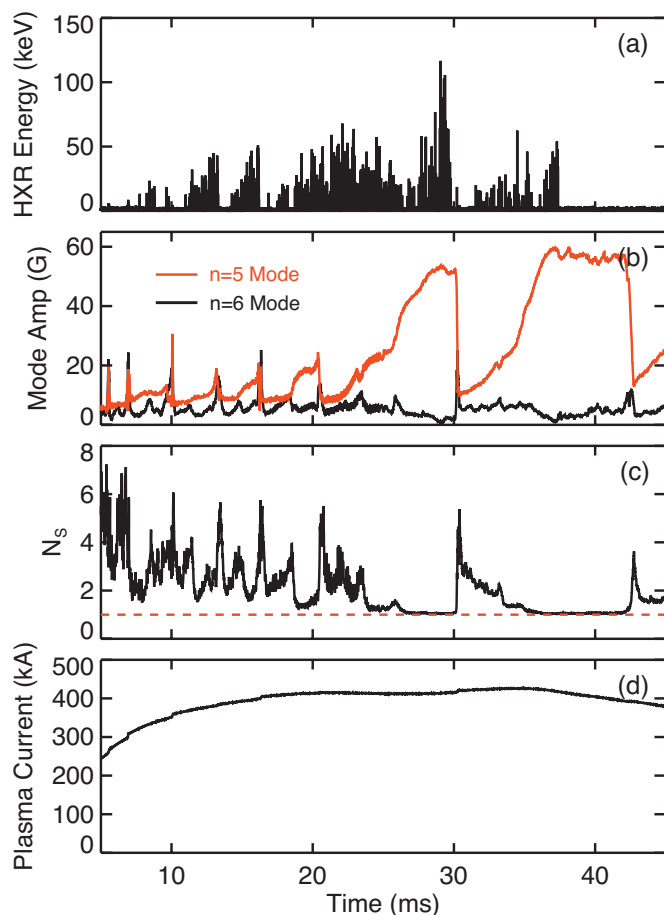 HXR Energy (keV)
150
100
50
0
(a)
Mode Amp (G)
60
40
20
0
n=5 Mode
n=6 Mode
(b)
Ns
8
6
4
2
0
(c)
Plasma Current (kA)
500
400
300
200
100
0
(d)
10
20
30
40
Time (ms)